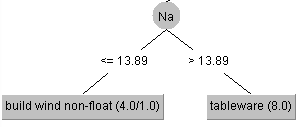 Na
<= 13.89 > 13.89
build wind non-float (4.0/1.0) tableware (8.0)